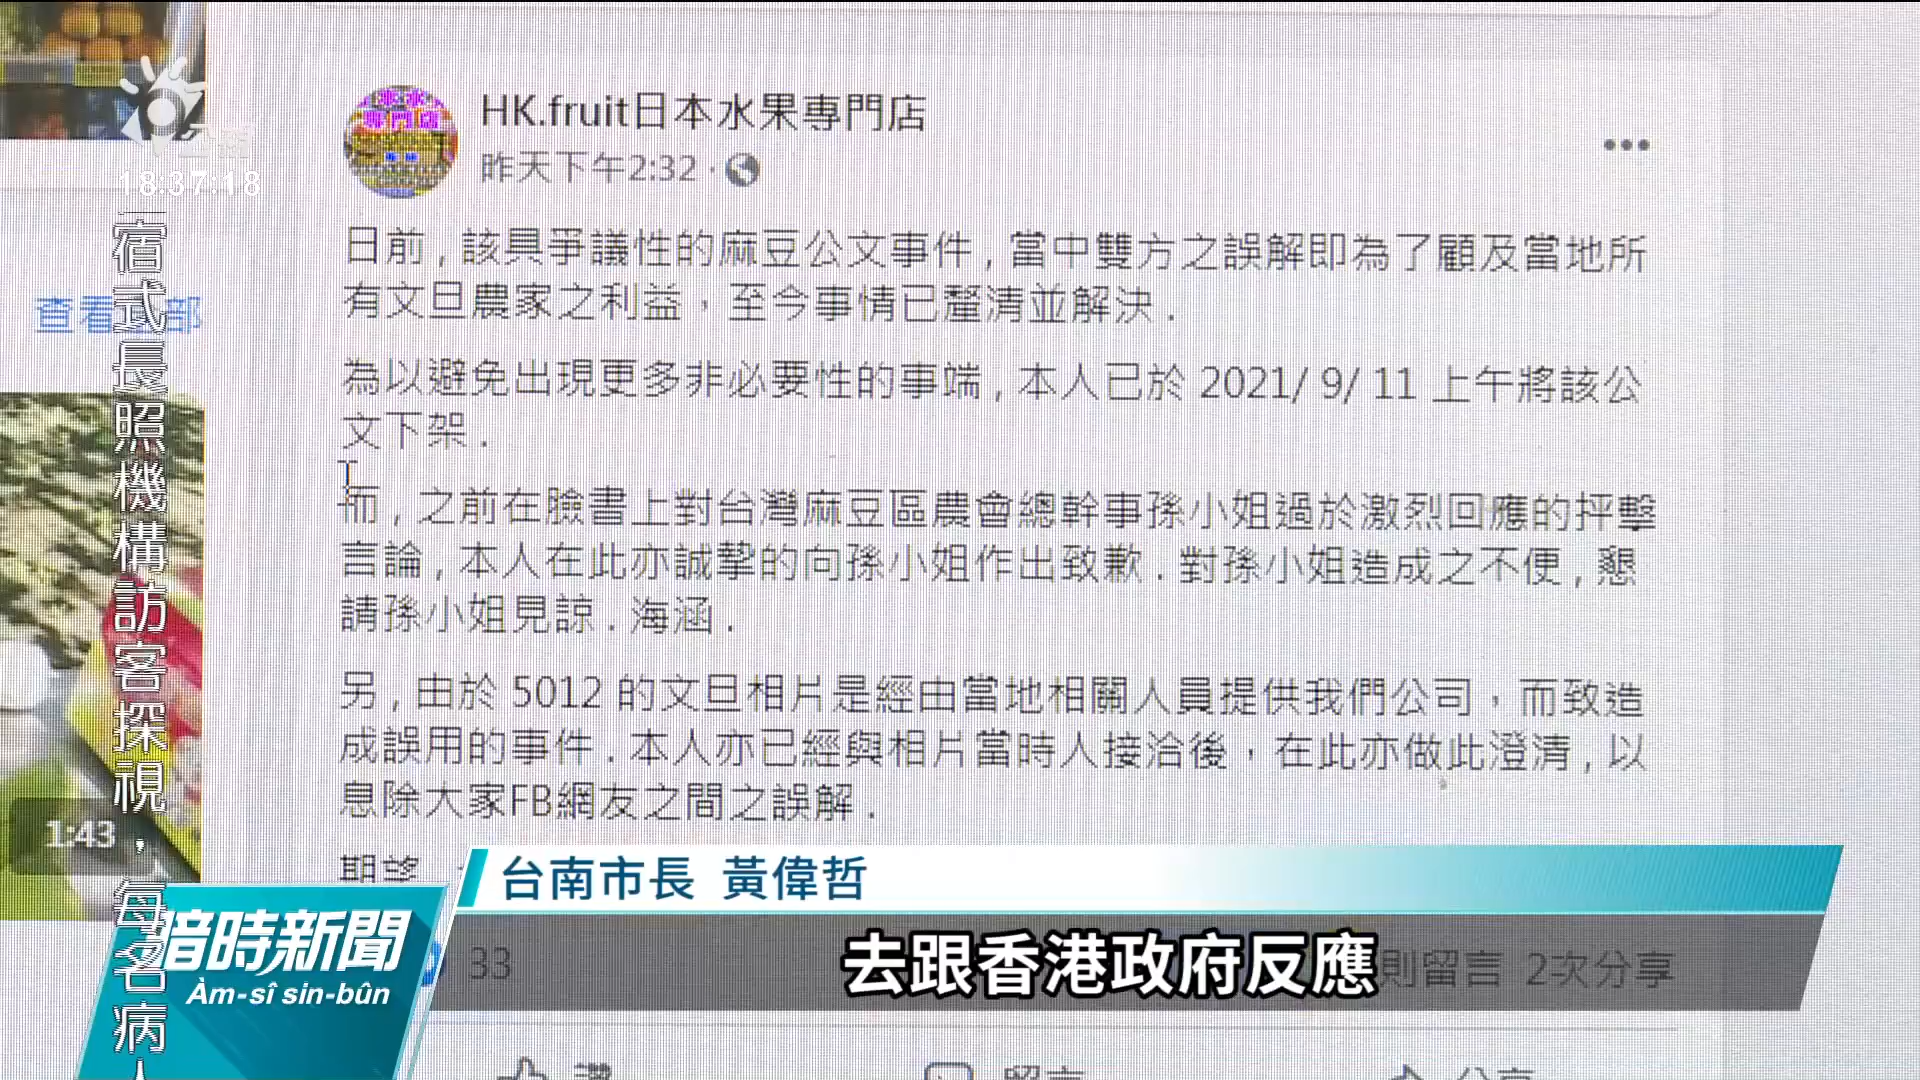 HK.fruit日本水果專門店
昨天下午2:32
公視
18:37:18
日前 , 該具爭議性的麻豆公文事件 , 當中雙方之誤解即為了顧及當地所
有文旦農家之利益，至今事情已釐清並解決 .
為以避免出現更多非必要性的事端 , 本人已於 2021/ 9/ 11 上午將該公
文下架 .
而 , 之前在臉書上對台灣麻豆區農會總幹事孫小姐過於激烈回應的抨擊
言論 , 本人在此亦誠摯的向孫小姐作出致歉 . 對孫小姐造成之不便 , 懇
請孫小姐見諒 . 海涵 .
另 , 由於 5012 的文旦相片是經由當地相關人員提供我們公司，而致造
成誤用的事件 . 本人亦已經與相片當時人接洽後，在此亦做此澄清 , 以
息除大家FB網友之間之誤解 .
期望
33
則留言 2次分享
讚
留言
分享
查看全部
1:43
宿式長照機構訪客探視，每名病人
台南市長 黃偉哲
去跟香港政府反應
暗時新聞
Àm-sî sin-bûn